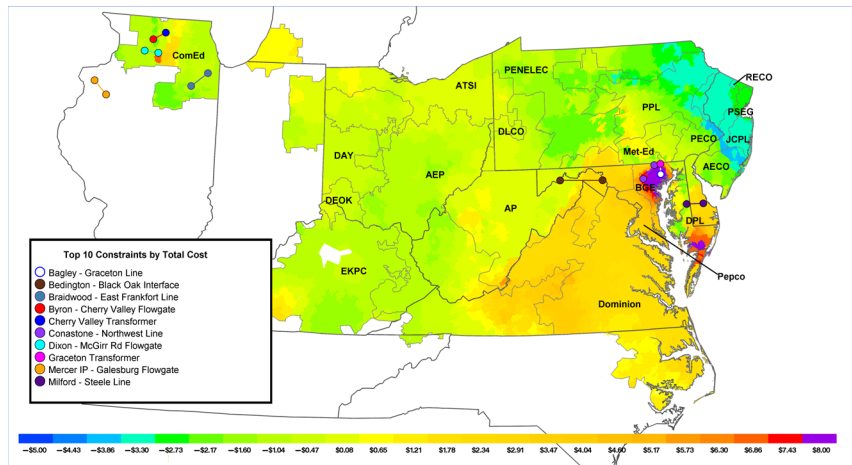 ComEd
RECO
PENELEC
ATSI
PPL
PSEG
DLCO
PECO
JCPL
Met-Ed
DAY
AECO
AEP
BGE
DEOK
AP
DPL
EKPC
Pepco
Dominion
Top 10 Constraints by Total Cost
Bagley - Graceton Line
Bedington - Black Oak Interface
Braidwood - East Frankfort Line
Byron - Cherry Valley Flowgate
Cherry Valley Transformer
Conastone - Northwest Line
Dixon - McGirr Rd Flowgate
Graceton Transformer
Mercer IP - Galesburg Flowgate
Milford - Steele Line
−$5.00 −$4.43 −$3.86 −$3.30 −$2.73 −$2.17 −$1.60 −$1.04 −$0.47 $0.08 $0.65 $1.21 $1.78 $2.34 $2.91 $3.47 $4.04 $4.60 $5.17 $5.73 $6.30 $6.86 $7.43 $8.00